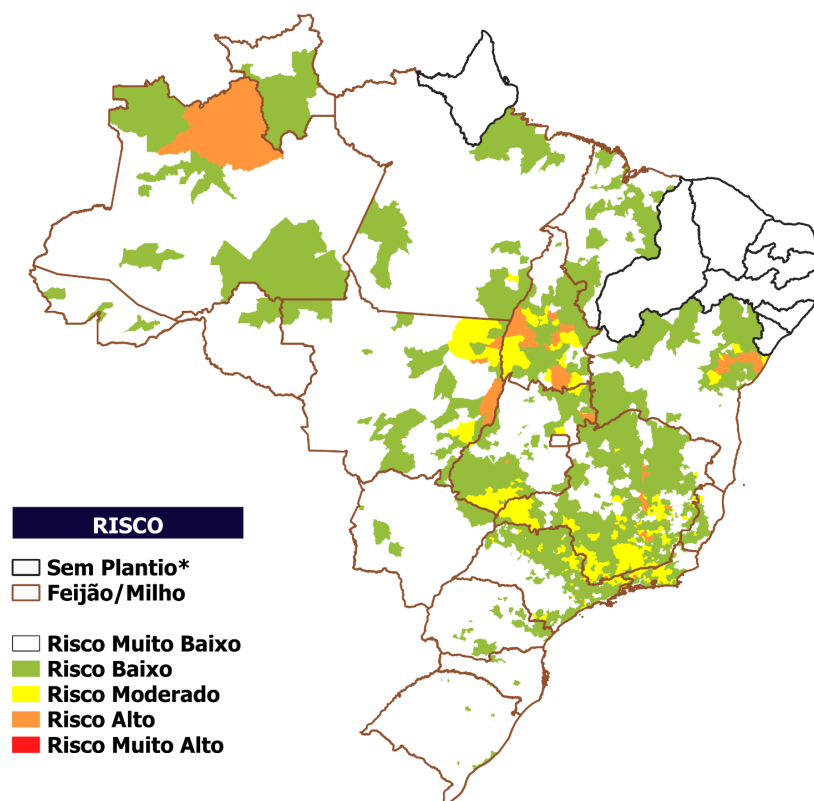 RISCO
Sem Plantio*
Feijão/Milho
Risco Muito Baixo
Risco Baixo
Risco Moderado
Risco Alto
Risco Muito Alto